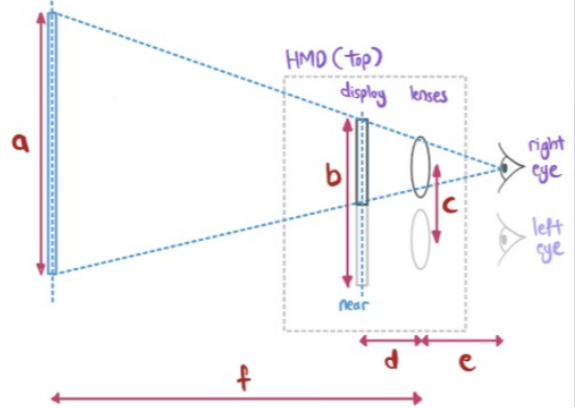 HMD (top)
display lenses
a
b
c
right
eye
left
eye
near
d
e
f